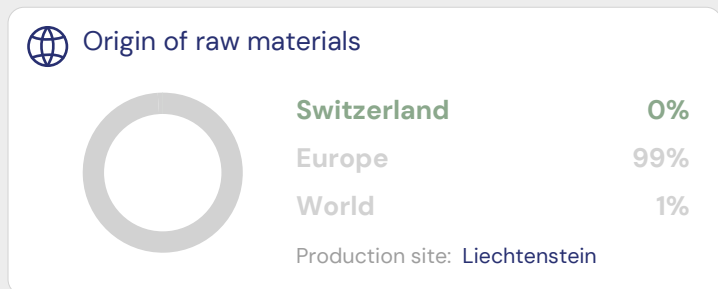 Origin of raw materials
Switzerland 0%
Europe 99%
World 1%
Production site: Liechtenstein